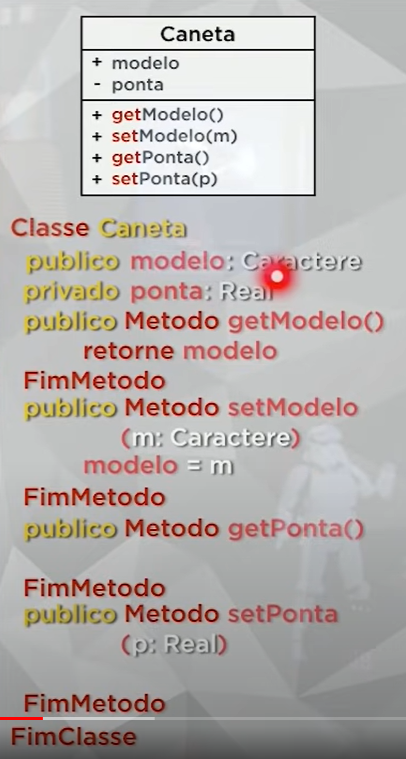 Caneta
+ modelo
- ponta
+ getModelo()
+ setModelo(m)
+ getPonta()
+ setPonta(p)
Classe Caneta
publico modelo: Caractere
privado ponta: Real
publico Metodo getModelo()
retorne modelo
FimMetodo
publico Metodo setModelo
(m: Caractere)
modelo = m
FimMetodo
publico Metodo getPonta()
FimMetodo
publico Metodo setPonta
(p: Real)
FimMetodo
FimClasse